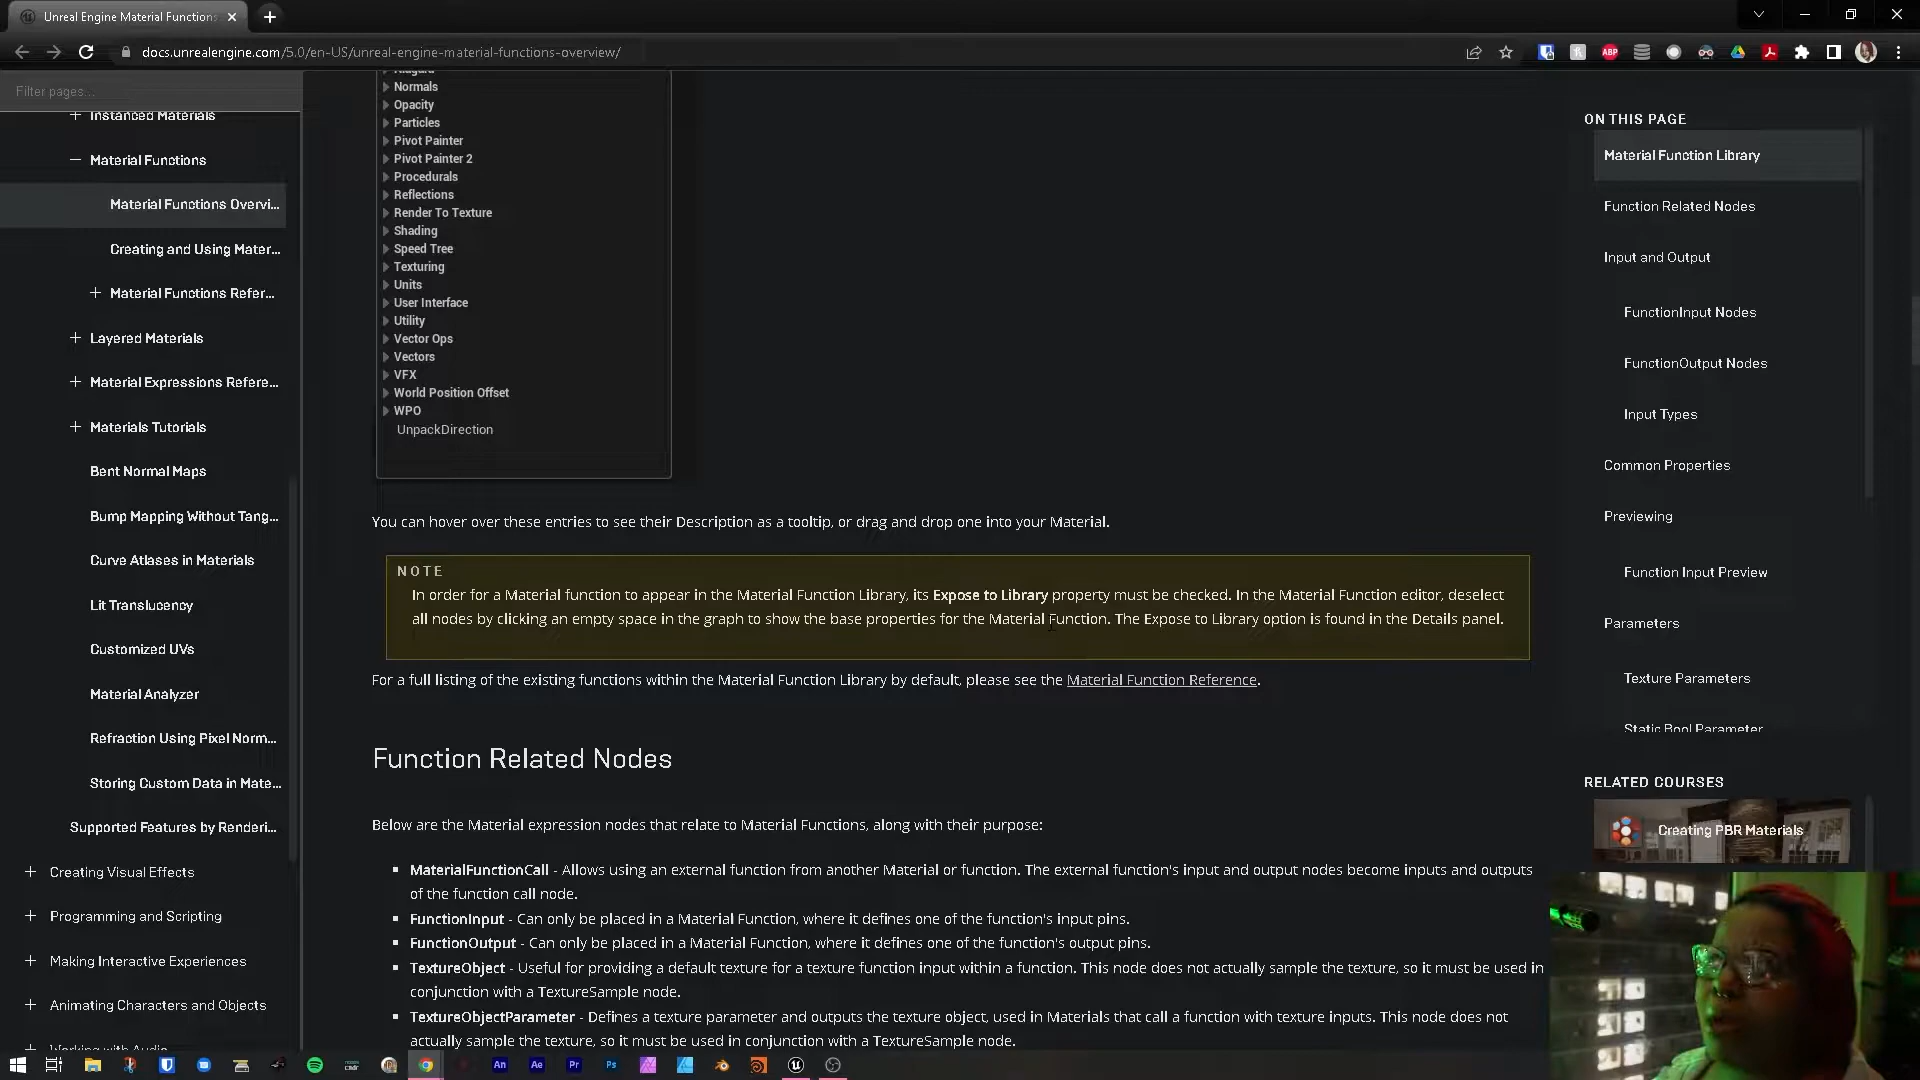 Unreal Engine Material Functions
docs.unrealengine.com/5.0/en-US/unreal-engine-material-functions-overview/
ABP
Filter pages...
Instanced Materials
Material Functions
Material Functions Overvi...
Creating and Using Mater...
Material Functions Refer...
Layered Materials
Material Expressions Refere...
Materials Tutorials
Bent Normal Maps
Bump Mapping Without Tang...
Curve Atlases in Materials
Lit Translucency
Customized UVs
Material Analyzer
Refraction Using Pixel Norm...
Storing Custom Data in Mate...
Supported Features by Renderi...
Creating Visual Effects
Programming and Scripting
Making Interactive Experiences
Animating Characters and Objects
Working with Audio
Niagara
Normals
Opacity
Particles
Pivot Painter
Pivot Painter 2
Procedurals
Reflections
Render To Texture
Shading
Speed Tree
Texturing
Units
User Interface
Utility
Vector Ops
Vectors
VFX
World Position Offset
WPO
UnpackDirection
You can hover over these entries to see their Description as a tooltip, or drag and drop one into your Material.
NOTE
In order for a Material function to appear in the Material Function Library, its Expose to Library property must be checked. In the Material Function editor, deselect
all nodes by clicking an empty space in the graph to show the base properties for the Material Function. The Expose to Library option is found in the Details panel.
For a full listing of the existing functions within the Material Function Library by default, please see the Material Function Reference.
Function Related Nodes
Below are the Material expression nodes that relate to Material Functions, along with their purpose:
▪ MaterialFunctionCall - Allows using an external function from another Material or function. The external function's input and output nodes become inputs and outputs
of the function call node.
▪ FunctionInput - Can only be placed in a Material Function, where it defines one of the function's input pins.
▪ FunctionOutput - Can only be placed in a Material Function, where it defines one of the function's output pins.
▪ TextureObject - Useful for providing a default texture for a texture function input within a function. This node does not actually sample the texture, so it must be used in
conjunction with a TextureSample node.
▪ TextureObjectParameter - Defines a texture parameter and outputs the texture object, used in Materials that call a function with texture inputs. This node does not
actually sample the texture, so it must be used in conjunction with a TextureSample node.
ON THIS PAGE
Material Function Library
Function Related Nodes
Input and Output
FunctionInput Nodes
FunctionOutput Nodes
Input Types
Common Properties
Previewing
Function Input Preview
Parameters
Texture Parameters
Static Bool Parameter
RELATED COURSES
Creating PBR Materials
An
Ae
Pr
Ps